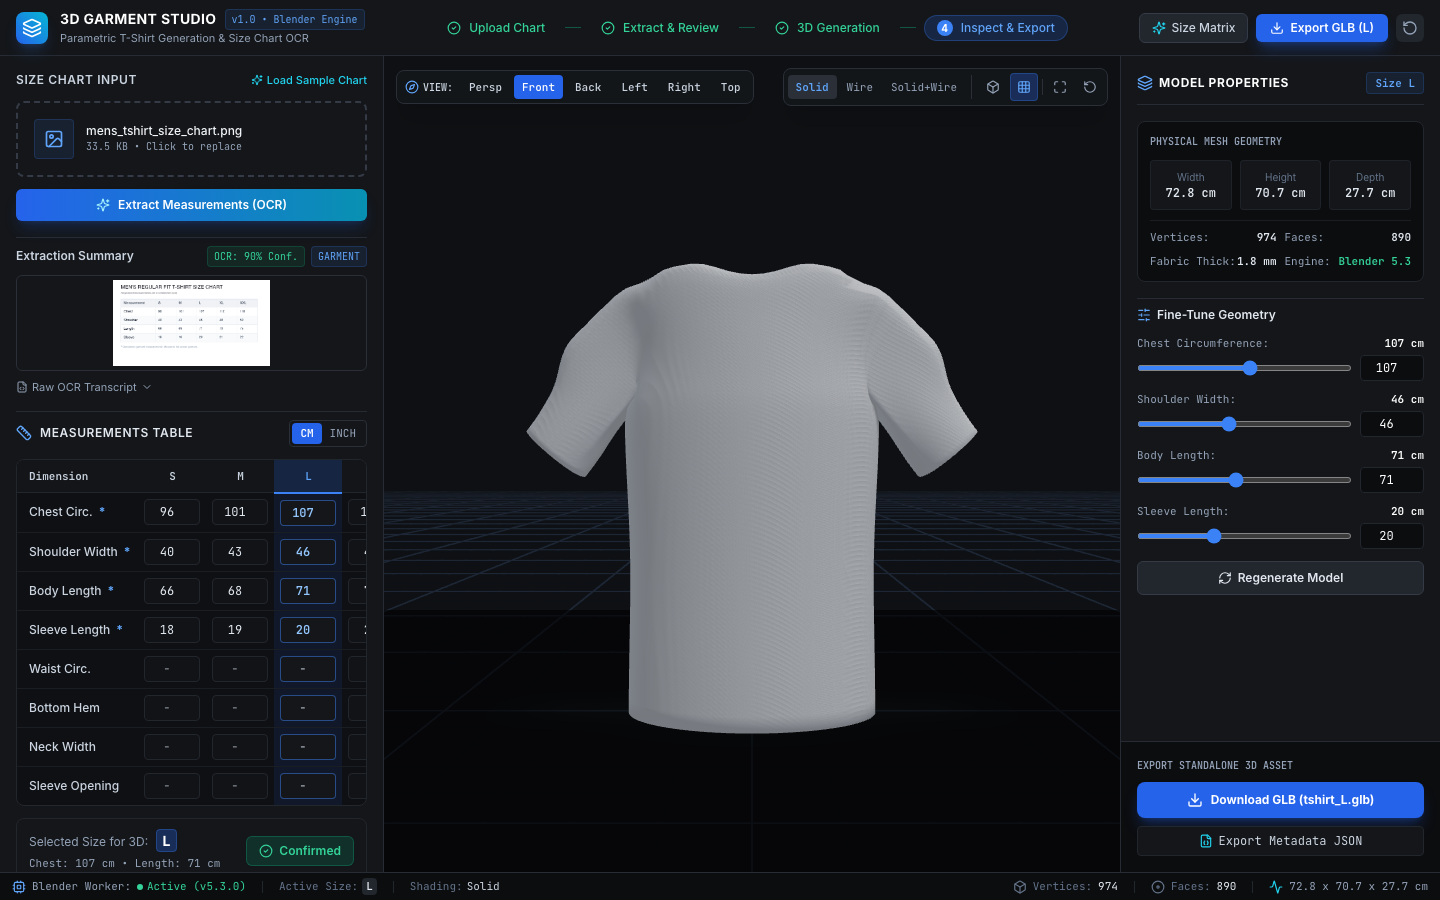 3D GARMENT STUDIO
v1.0 • Blender Engine
Parametric T-Shirt Generation & Size Chart OCR
Upload Chart
Extract & Review
3D Generation
4 Inspect & Export
Size Matrix
Export GLB (L)
SIZE CHART INPUT
Load Sample Chart
mens_tshirt_size_chart.png
33.5 KB • Click to replace
Extract Measurements (OCR)
Extraction Summary
OCR: 90% Conf.
GARMENT
MEN'S REGULAR FIT T-SHIRT SIZE CHART
Raw OCR Transcript
MEASUREMENTS TABLE
CM INCH
Dimension S M L
Chest Circ. * 96 101 107
Shoulder Width * 40 43 46
Body Length * 66 68 71
Sleeve Length * 18 19 20
Waist Circ. - - -
Bottom Hem - - -
Neck Width - - -
Sleeve Opening - - -
Selected Size for 3D: L
Chest: 107 cm • Length: 71 cm
Confirmed
VIEW: Persp Front Back Left Right Top
Solid Wire Solid+Wire
MODEL PROPERTIES
Size L
PHYSICAL MESH GEOMETRY
Width Height Depth
72.8 cm 70.7 cm 27.7 cm
Vertices: 974 Faces: 890
Fabric Thick: 1.8 mm Engine: Blender 5.3
Fine-Tune Geometry
Chest Circumference: 107 cm
107
Shoulder Width: 46 cm
46
Body Length: 71 cm
71
Sleeve Length: 20 cm
20
Regenerate Model
EXPORT STANDALONE 3D ASSET
Download GLB (tshirt_L.glb)
Export Metadata JSON
Blender Worker: Active (v5.3.0)
Active Size: L
Shading: Solid
Vertices: 974
Faces: 890
72.8 x 70.7 x 27.7 cm